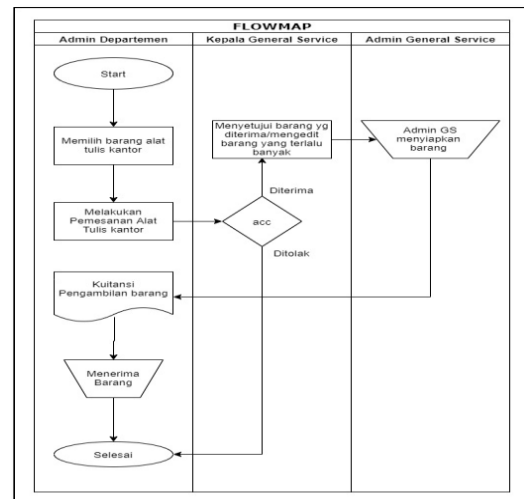 FLOWMAP
Admin Departemen
Kepala General Service
Admin General Service
Start
Memilih barang alat
tulis kantor
Melakukan
Pemesanan Alat
Tulis kantor
Menyetujui barang yg
diterima/mengedit
barang yang terlalu
banyak
Admin GS
menyiapkan
barang
Diterima
acc
Ditolak
Kuitansi
Pengambilan barang
Menerima
Barang
Selesai